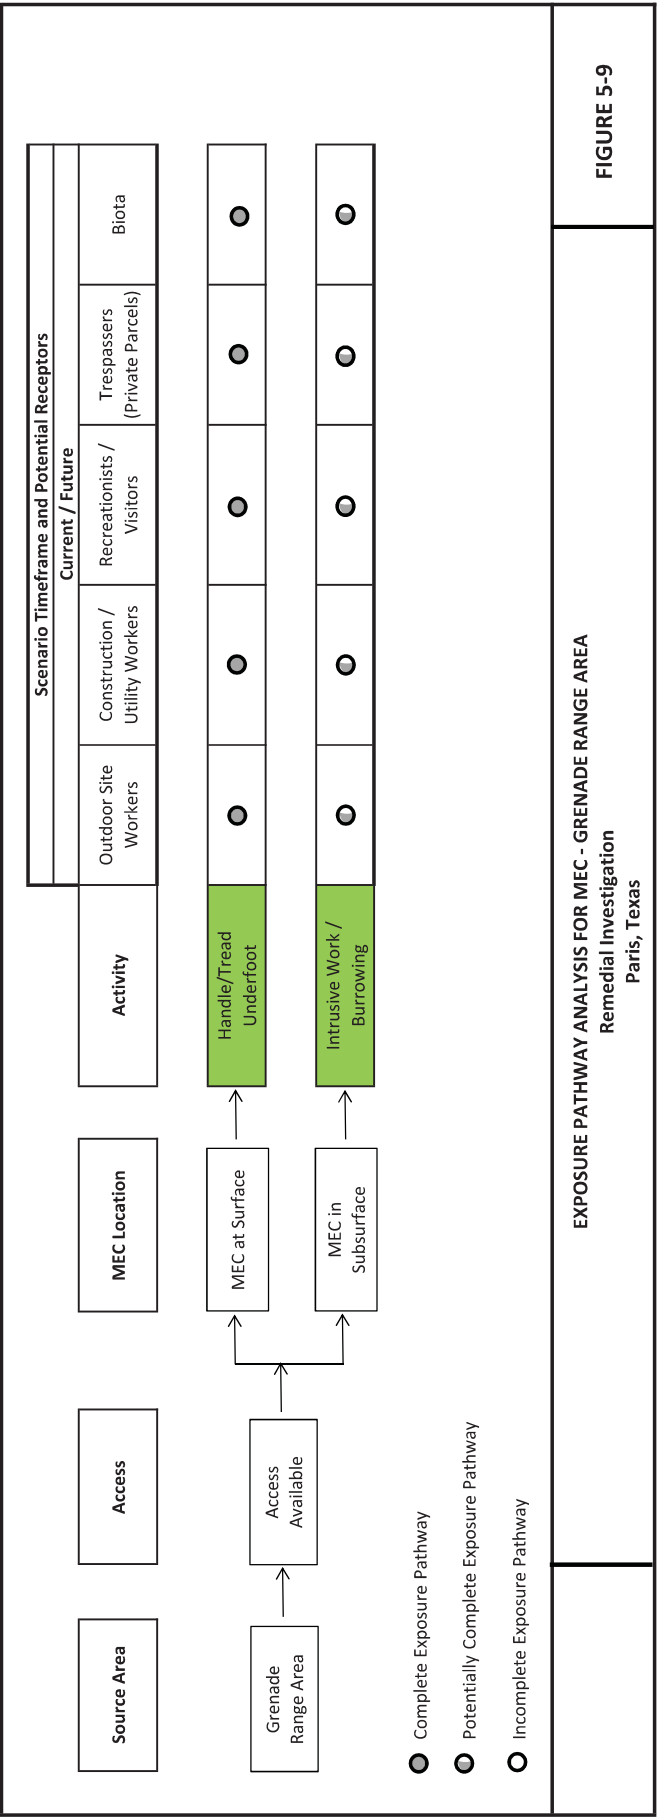 Scenario Timeframe and Potential Receptors
Current / Future
Source Area
Access
MEC Location
Activity
Outdoor Site
Workers
Construction /
Utility Workers
Recreationists /
Visitors
Trespassers
(Private Parcels)
Biota
Grenade
Range Area
Access
Available
MEC at Surface
Handle/Tread
Underfoot
MEC in
Subsurface
Intrusive Work /
Burrowing
Complete Exposure Pathway
Potentially Complete Exposure Pathway
Incomplete Exposure Pathway
EXPOSURE PATHWAY ANALYSIS FOR MEC - GRENADE RANGE AREA
Remedial Investigation
Paris, Texas
FIGURE 5-9